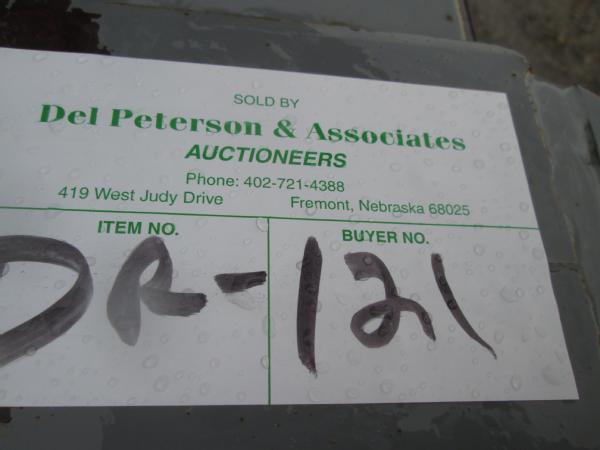 SOLD BY
Del Peterson & Associates
AUCTIONEERS
Phone: 402-721-4388
419 West Judy Drive Fremont, Nebraska 68025
ITEM NO. BUYER NO.
DR-121